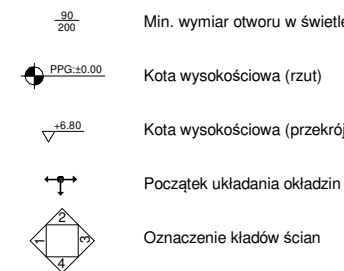 90
200
Min. wymiar otworu w świetle
PPG:±0.00
Kota wysokościowa (rzut)
+6.80
Kota wysokościowa (przekrój
Początek układania okładzin
2
1
3
4
Oznaczenie kładów ścian